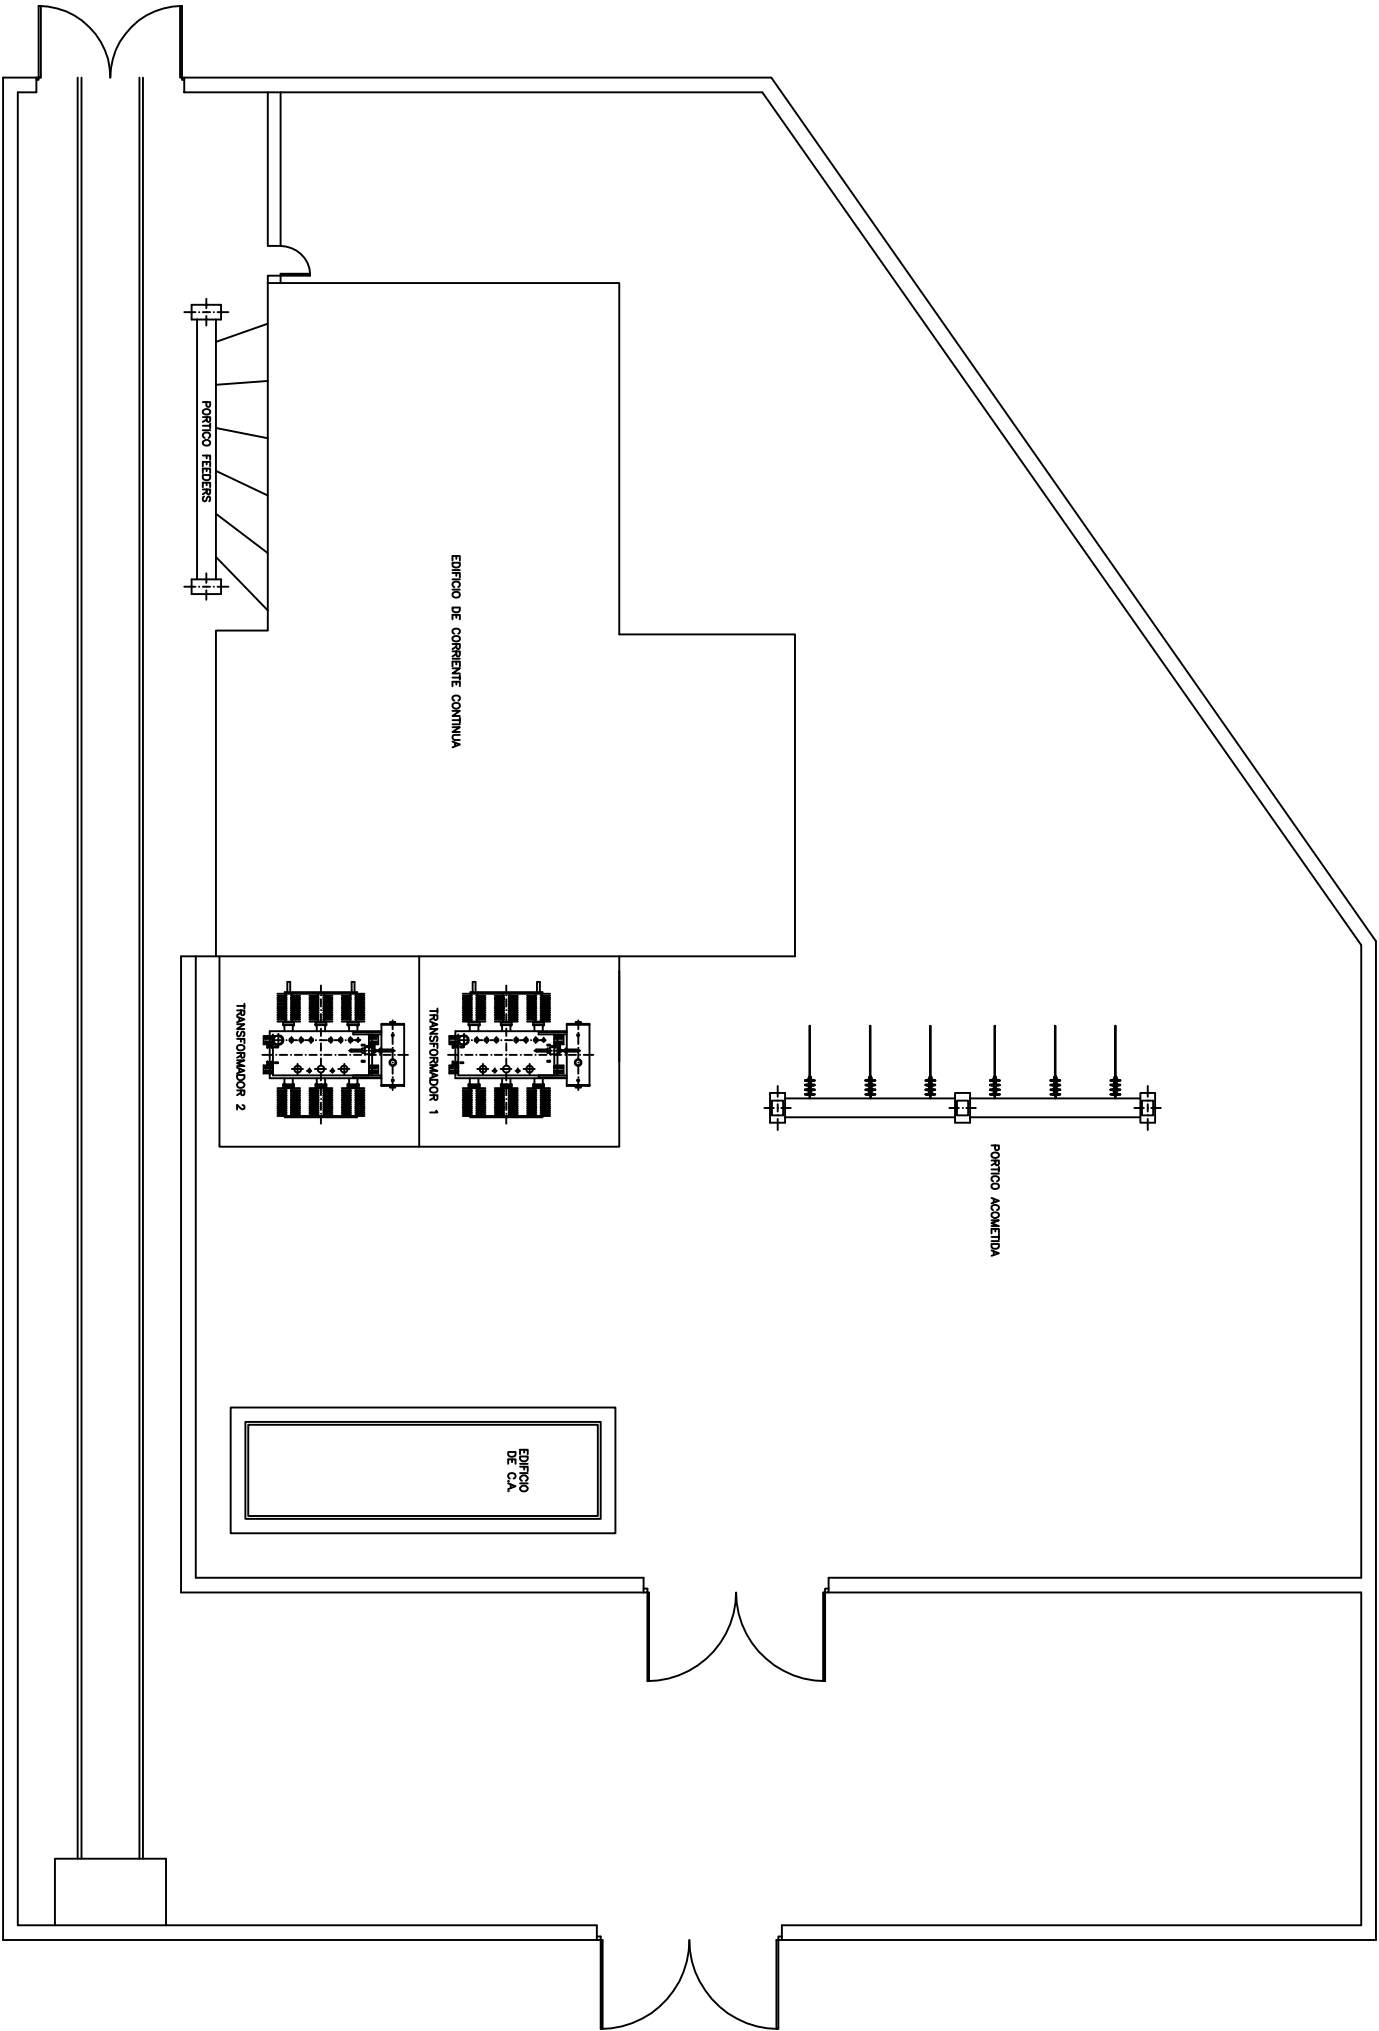 PORTICO ACOMETIDA
EDIFICIO
DE C.A.
EDIFICIO DE CORRIENTE CONTINUA
TRANSFORMADOR 1
TRANSFORMADOR 2
PORTICO FEEDERS